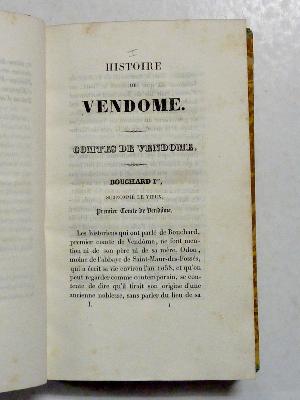 HISTOIRE
DE
VENDOME.
COMTES DE VENDOME.
BOUCHARD Ier,
SURNOMMÉ LE VIEUX,
Premier Comte de Vendôme.
Les historiens qui ont parlé de Bouchard,
premier comte de Vendôme, ne font men-
tion ni de son père ni de sa mère. Odon,
moine de l'abbaye de Saint-Maur-des-Fossés,
qui a écrit sa vie environ l'an 1058, et qu'on
peut regarder comme contemporain, se con-
tente de dire qu'il tirait son origine d'une
ancienne noblesse, sans parler du lieu de sa
I. 1